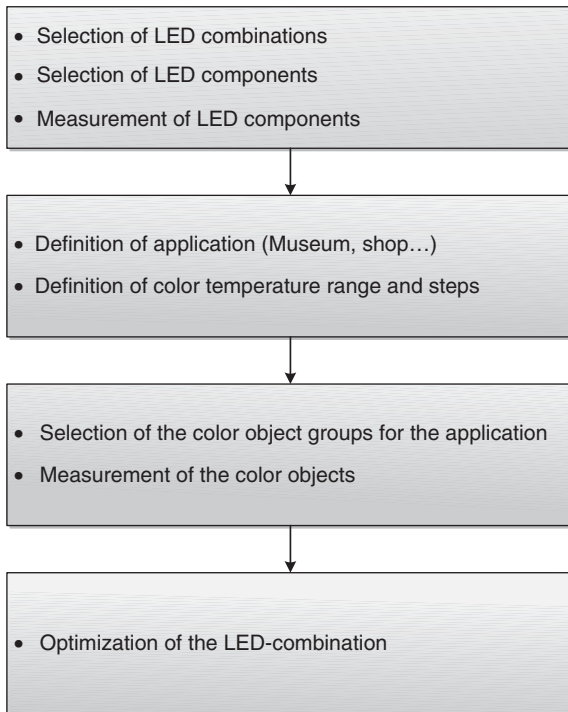 • Selection of LED combinations
• Selection of LED components
• Measurement of LED components
• Definition of application (Museum, shop…)
• Definition of color temperature range and steps
• Selection of the color object groups for the application
• Measurement of the color objects
• Optimization of the LED-combination